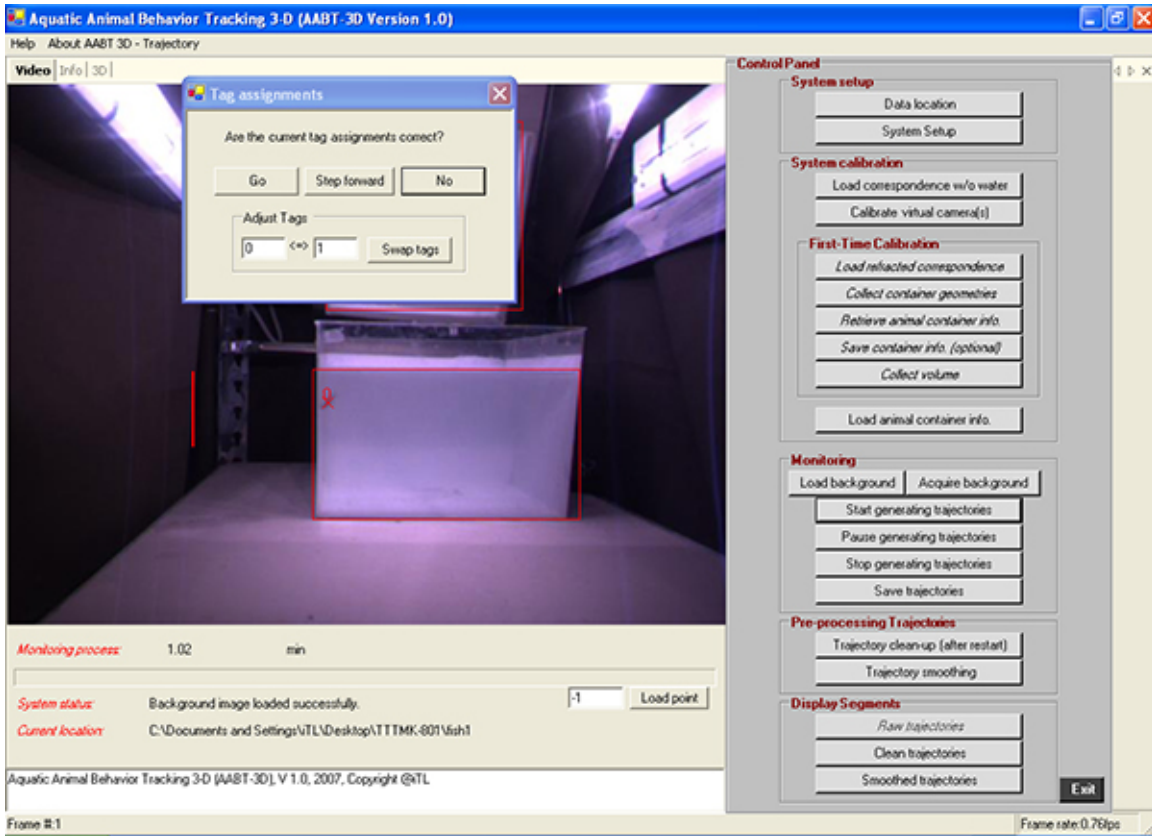 Aquatic Animal Behavior Tracking 3-D (AABT-3D Version 1.0)
Help About AABT 3D - Trajectory
Video Info 3D
Tag assignments
Are the current tag assignments correct?
Go Step forward No
Adjust Tags
0 <=> 1 Swap tags
0
Monitoring process: 1.02 min
System status: Background image loaded successfully.
-1 Load point
Current location: C:\Documents and Settings\iTL\Desktop\TTTMK-801\fish1
Aquatic Animal Behavior Tracking 3-D (AABT-3D), V 1.0, 2007, Copyright @iTL
Frame #:1
Control Panel
System setup
Data location
System Setup
System calibration
Load correspondence w/o water
Calibrate virtual camera(s)
First-Time Calibration
Load refracted correspondence
Collect container geometries
Retrieve animal container info.
Save container info. (optional)
Collect volume
Load animal container info.
Monitoring
Load background Acquire background
Start generating trajectories
Pause generating trajectories
Stop generating trajectories
Save trajectories
Pre-processing Trajectories
Trajectory clean-up (after restart)
Trajectory smoothing
Display Segments
Raw trajectories
Clean trajectories
Smoothed trajectories
Exit
Frame rate:0.76fps